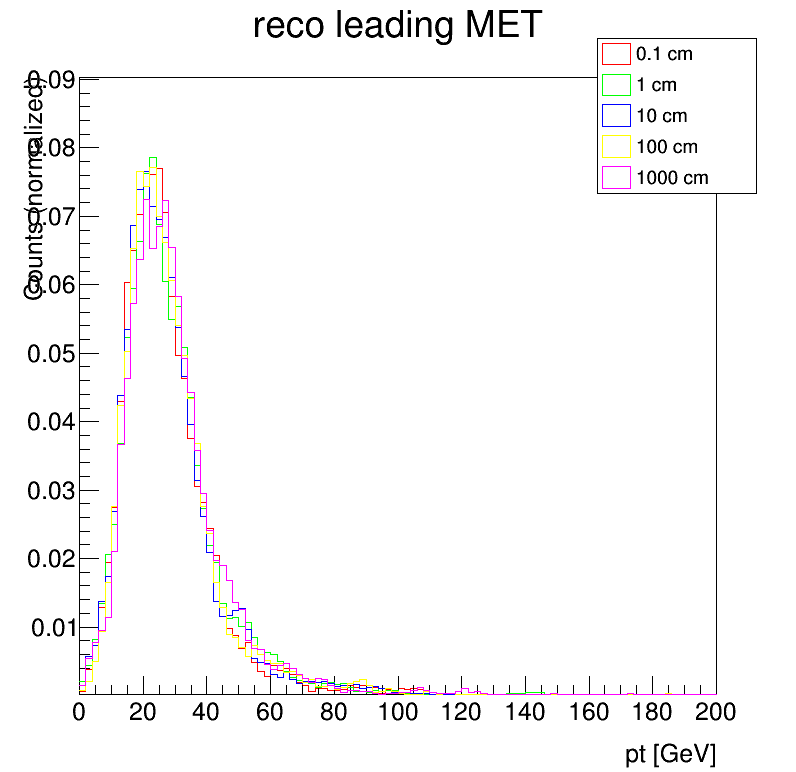 reco leading MET
0.1 cm
1 cm
10 cm
100 cm
1000 cm
Counts (normalized)
0.09
0.08
0.07
0.06
0.05
0.04
0.03
0.02
0.01
0 20 40 60 80 100 120 140 160 180 200
pt [GeV]